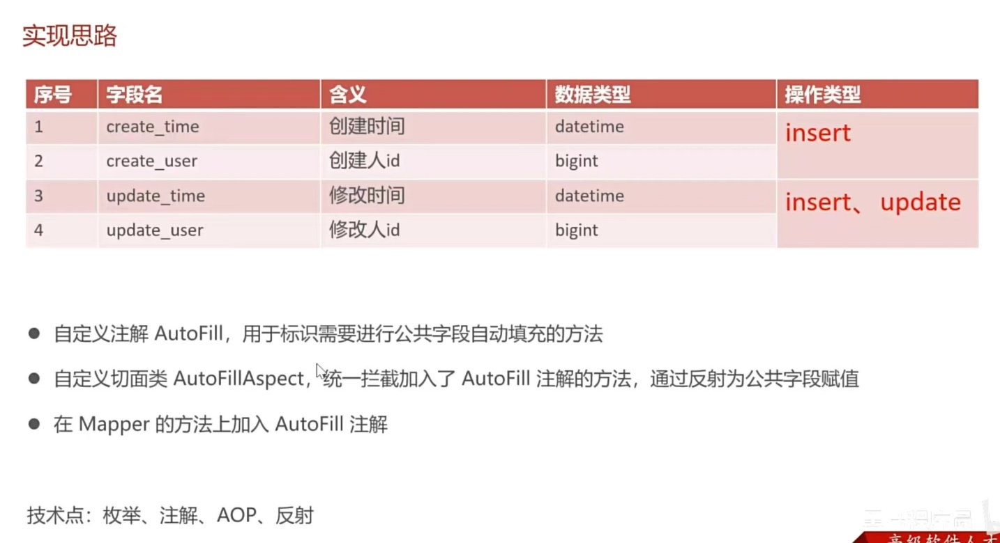 实现思路
序号 字段名 含义 数据类型 操作类型
1 create_time 创建时间 datetime insert
2 create_user 创建人id bigint
3 update_time 修改时间 datetime insert、update
4 update_user 修改人id bigint
● 自定义注解 AutoFill，用于标识需要进行公共字段自动填充的方法
● 自定义切面类 AutoFillAspect，统一拦截加入了 AutoFill 注解的方法，通过反射为公共字段赋值
● 在 Mapper 的方法上加入 AutoFill 注解
技术点：枚举、注解、AOP、反射
高级软件人才